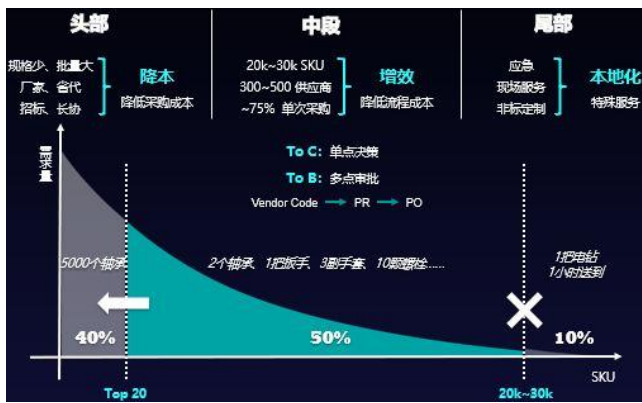 头部
规格少、批量大
厂家、省代
招标、长协
降本
降低采购成本
中段
20k~30k SKU
300~500 供应商
~75% 单次采购
增效
降低流程成本
尾部
应急
现场服务
非标定制
本地化
特殊服务
需求量
To C: 单点决策
To B: 多点审批
Vendor Code → PR → PO
5000个轴承
2个轴承、1把扳手、3副手套、10颗螺栓......
1把电钻
1小时送到
40%
50%
10%
SKU
Top 20
20k~30k